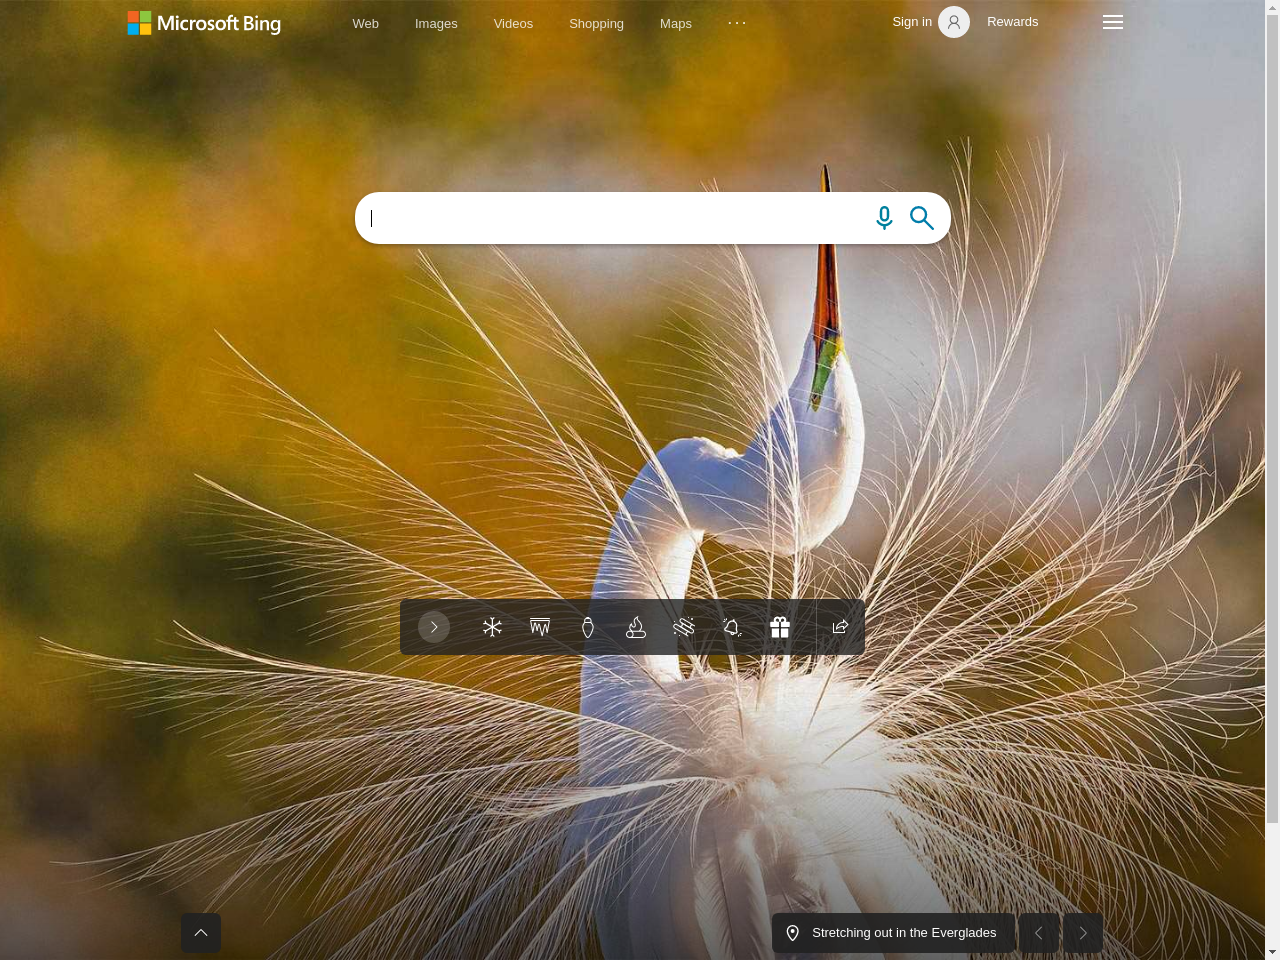 Microsoft Bing
Web Images Videos Shopping Maps ...
Sign in Rewards
Stretching out in the Everglades